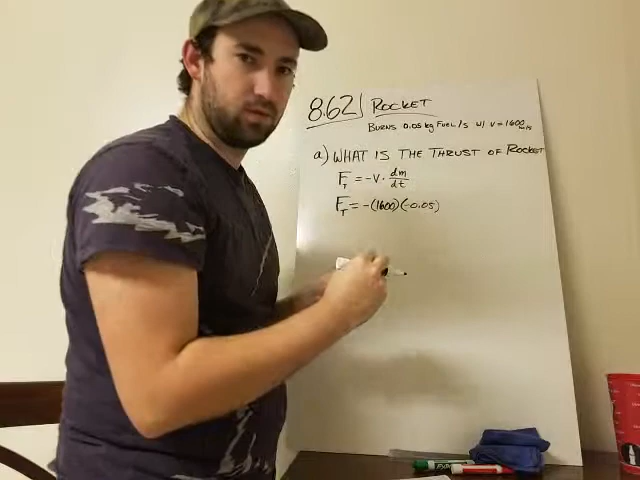 8.62 ROCKET
BURNS 0.05 kg FUEL/s w/ v=1600 m/s
a) WHAT IS THE THRUST OF ROCKET
F_T = -V · dm/dt
F_T = -(1600)(-0.05)